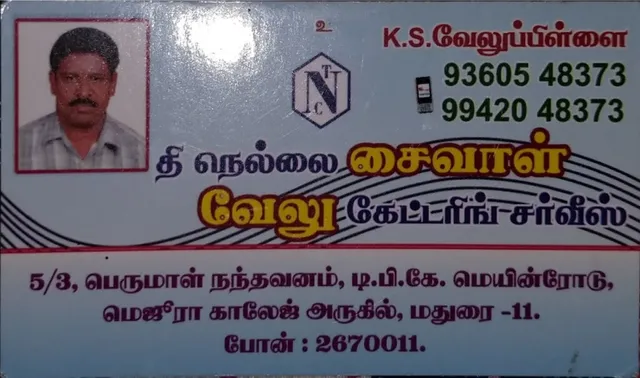 உ
K.S.வேலுப்பிள்ளை
93605 48373
99420 48373
N T C
தி நெல்லை சைவாள்
வேலு கேட்டரிங் சர்வீஸ்
5/3, பெருமாள் நந்தவனம், டி.பி.கே. மெயின்ரோடு,
மெஜூரா காலேஜ் அருகில், மதுரை -11.
போன் : 2670011.